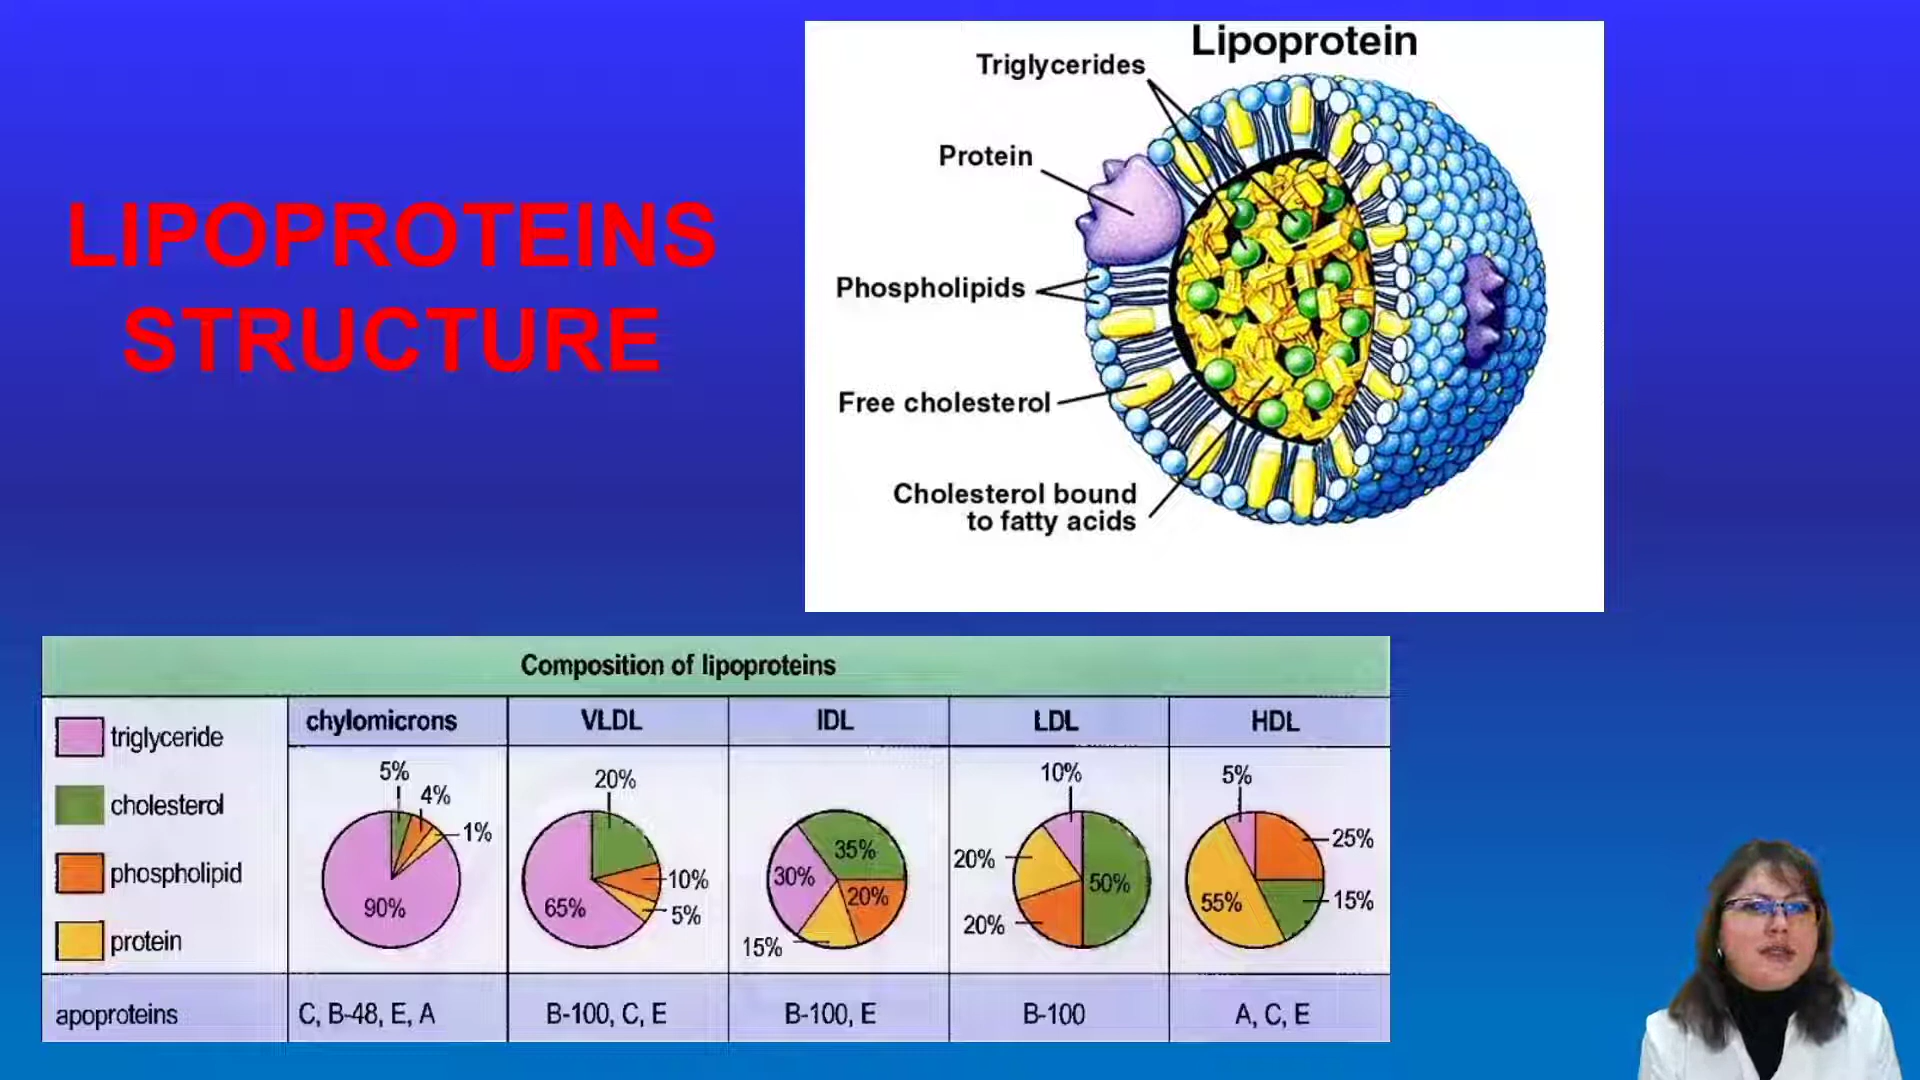 LIPOPROTEINS
STRUCTURE
Lipoprotein
Triglycerides
Protein
Phospholipids
Free cholesterol
Cholesterol bound
to fatty acids
Composition of lipoproteins
chylomicrons VLDL IDL LDL HDL
triglyceride
cholesterol
phospholipid
protein
5% 4% 1% 90%
20% 10% 5% 65%
35% 20% 15% 30%
10% 50% 20% 20%
5% 25% 15% 55%
apoproteins C, B-48, E, A B-100, C, E B-100, E B-100 A, C, E